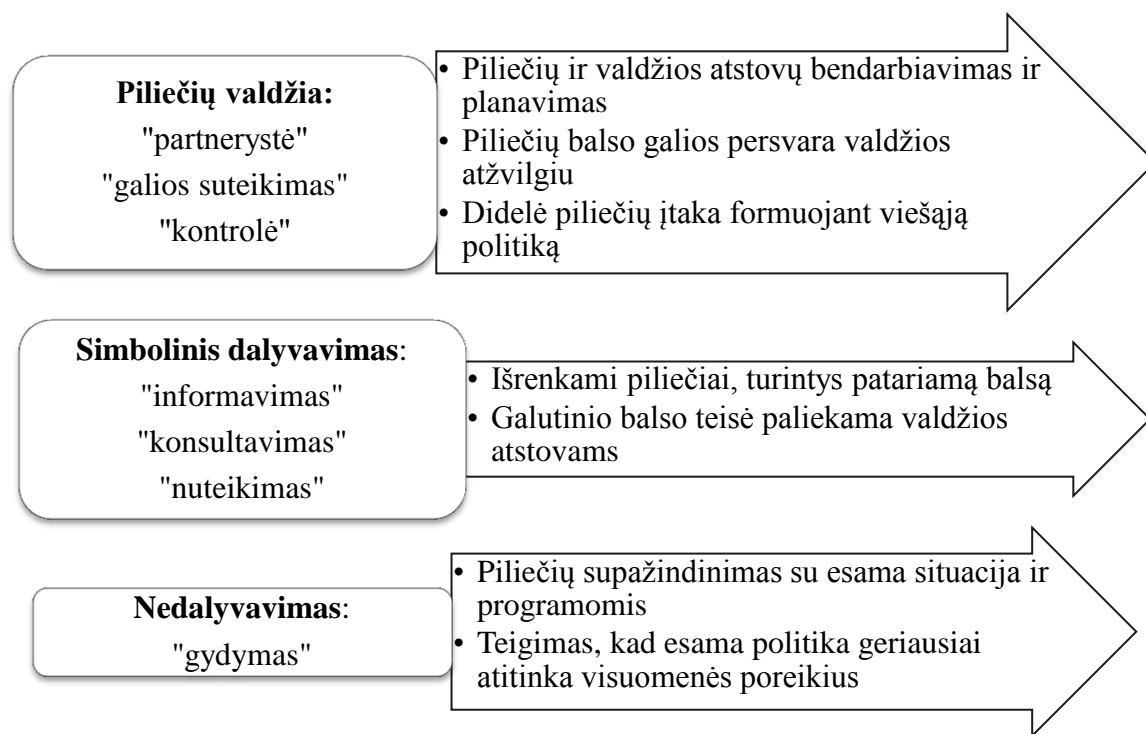 Piliečių valdžia:
"partnerystė"
"galios suteikimas"
"kontrolė"
• Piliečių ir valdžios atstovų bendarbiavimas ir
planavimas
• Piliečių balso galios persvara valdžios
atžvilgiu
• Didelė piliečių įtaka formuojant viešąją
politiką
Simbolinis dalyvavimas:
"informavimas"
"konsultavimas"
"nuteikimas"
• Išrenkami piliečiai, turintys patariamą balsą
• Galutinio balso teisė paliekama valdžios
atstovams
Nedalyvavimas:
"gydymas"
• Piliečių supažindinimas su esama situacija ir
programomis
• Teigimas, kad esama politika geriausiai
atitinka visuomenės poreikius